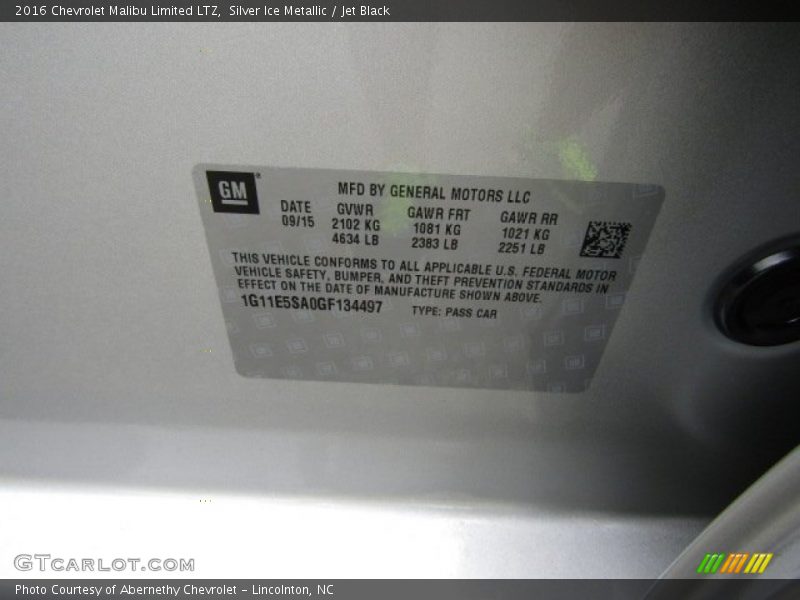 2016 Chevrolet Malibu Limited LTZ, Silver Ice Metallic / Jet Black
GM®
MFD BY GENERAL MOTORS LLC
DATE GVWR GAWR FRT GAWR RR
09/15 2102 KG 1081 KG 1021 KG
4634 LB 2383 LB 2251 LB
THIS VEHICLE CONFORMS TO ALL APPLICABLE U.S. FEDERAL MOTOR
VEHICLE SAFETY, BUMPER, AND THEFT PREVENTION STANDARDS IN
EFFECT ON THE DATE OF MANUFACTURE SHOWN ABOVE.
1G11E5SA0GF134497 TYPE: PASS CAR
GTCARLOT.COM
Photo Courtesy of Abernethy Chevrolet - Lincolnton, NC